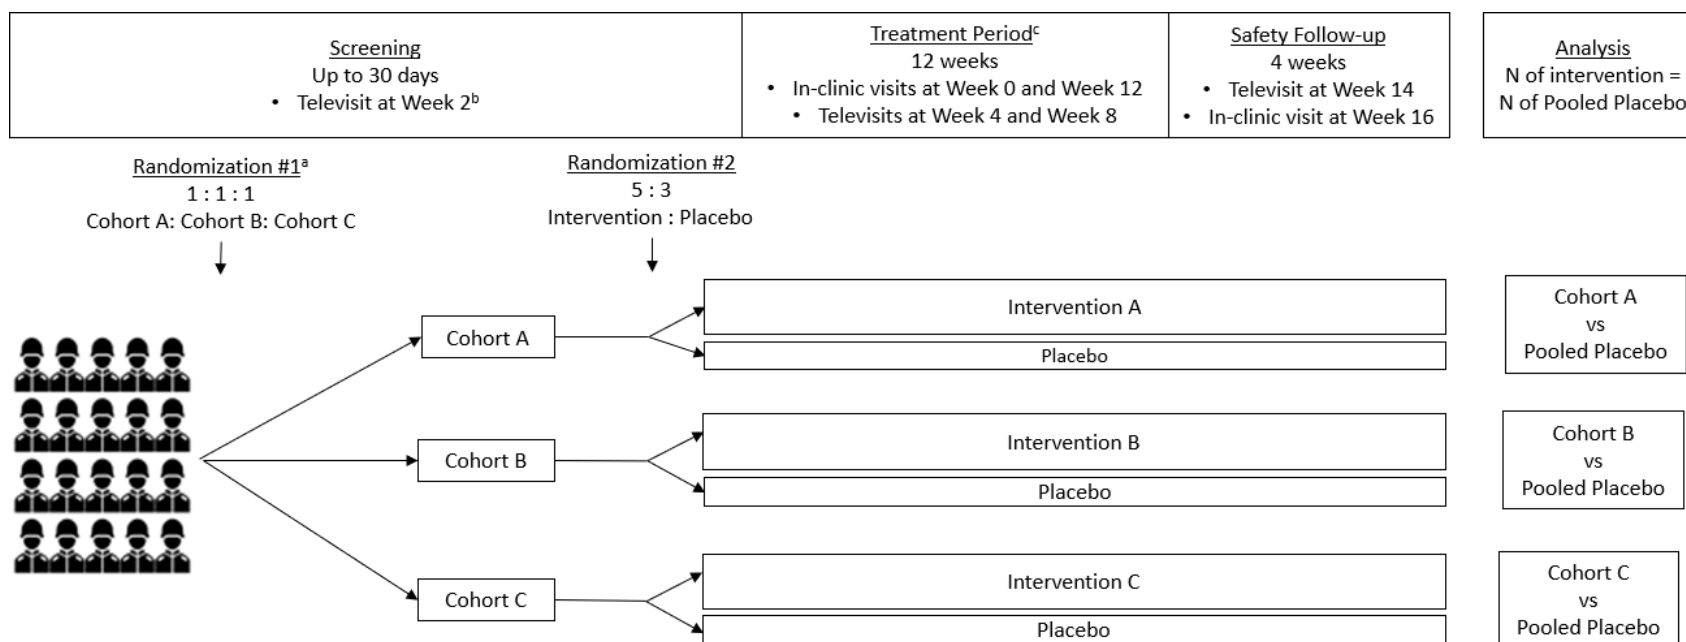 Screening
Up to 30 days
• Televisit at Week 2ᵇ
Treatment Periodᶜ
12 weeks
• In-clinic visits at Week 0 and Week 12
• Televisits at Week 4 and Week 8
Safety Follow-up
4 weeks
• Televisit at Week 14
• In-clinic visit at Week 16
Analysis
N of intervention =
N of Pooled Placebo
Randomization #1ᵃ
1 : 1 : 1
Cohort A: Cohort B: Cohort C
Randomization #2
5 : 3
Intervention : Placebo
Cohort A
Intervention A
Placebo
Cohort A
vs
Pooled Placebo
Cohort B
Intervention B
Placebo
Cohort B
vs
Pooled Placebo
Cohort C
Intervention C
Placebo
Cohort C
vs
Pooled Placebo